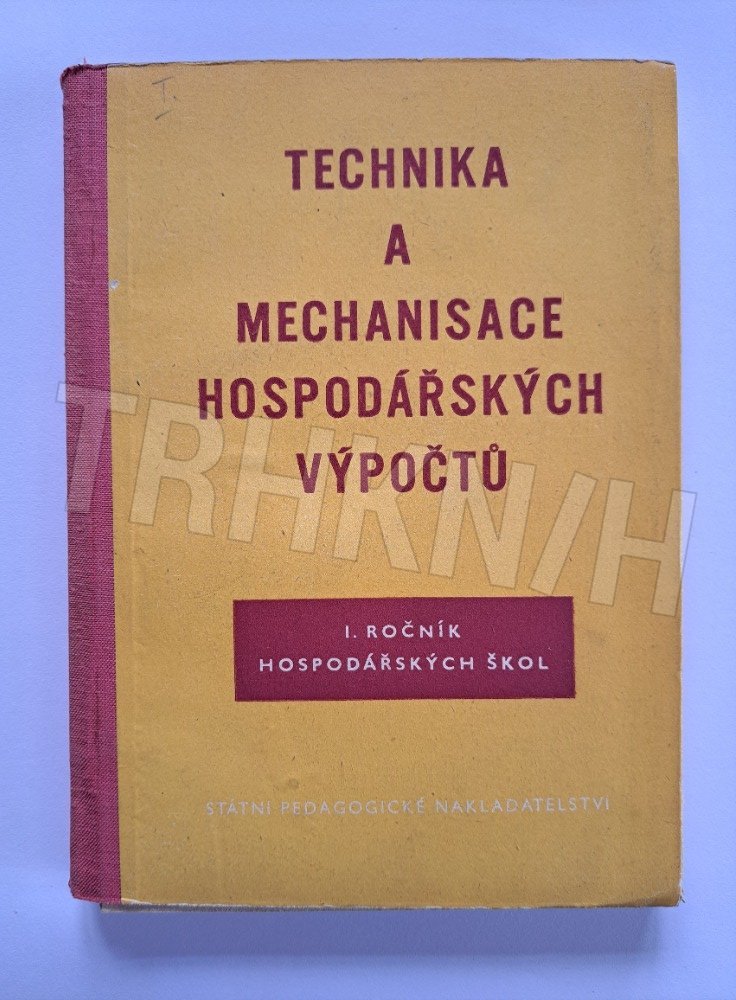 I.
TECHNIKA
A
MECHANISACE
HOSPODÁŘSKÝCH
VÝPOČTŮ
TRHKNIH
I. ROČNÍK
HOSPODÁŘSKÝCH ŠKOL
STÁTNÍ PEDAGOGICKÉ NAKLADATELSTVÍ